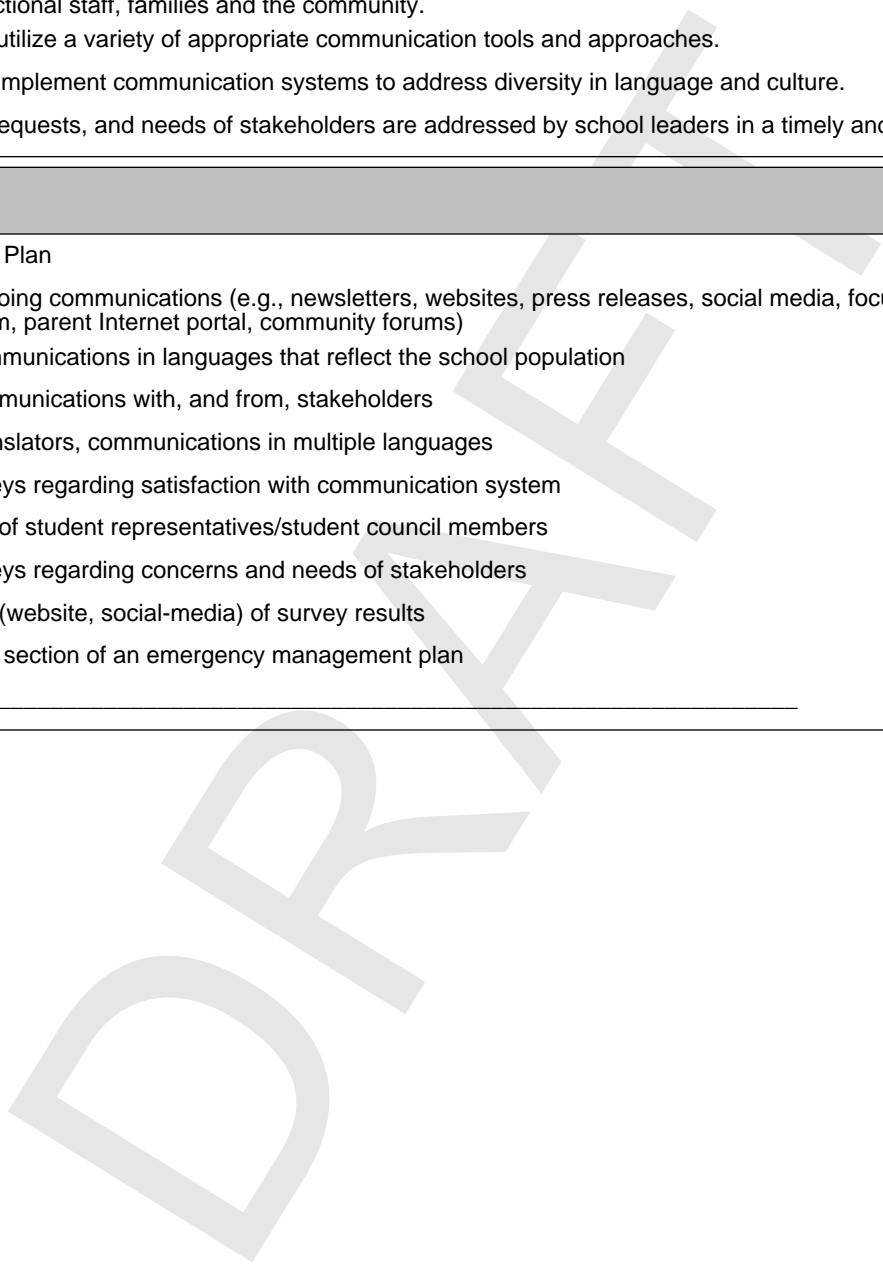 ctional staff, families and the community.
utilize a variety of appropriate communication tools and approaches.
mplement communication systems to address diversity in language and culture.
equests, and needs of stakeholders are addressed by school leaders in a timely and
Plan
oing communications (e.g., newsletters, websites, press releases, social media, focu
m, parent Internet portal, community forums)
mmunications in languages that reflect the school population
mmunications with, and from, stakeholders
nslators, communications in multiple languages
eys regarding satisfaction with communication system
of student representatives/student council members
eys regarding concerns and needs of stakeholders
(website, social-media) of survey results
section of an emergency management plan
DRAFT